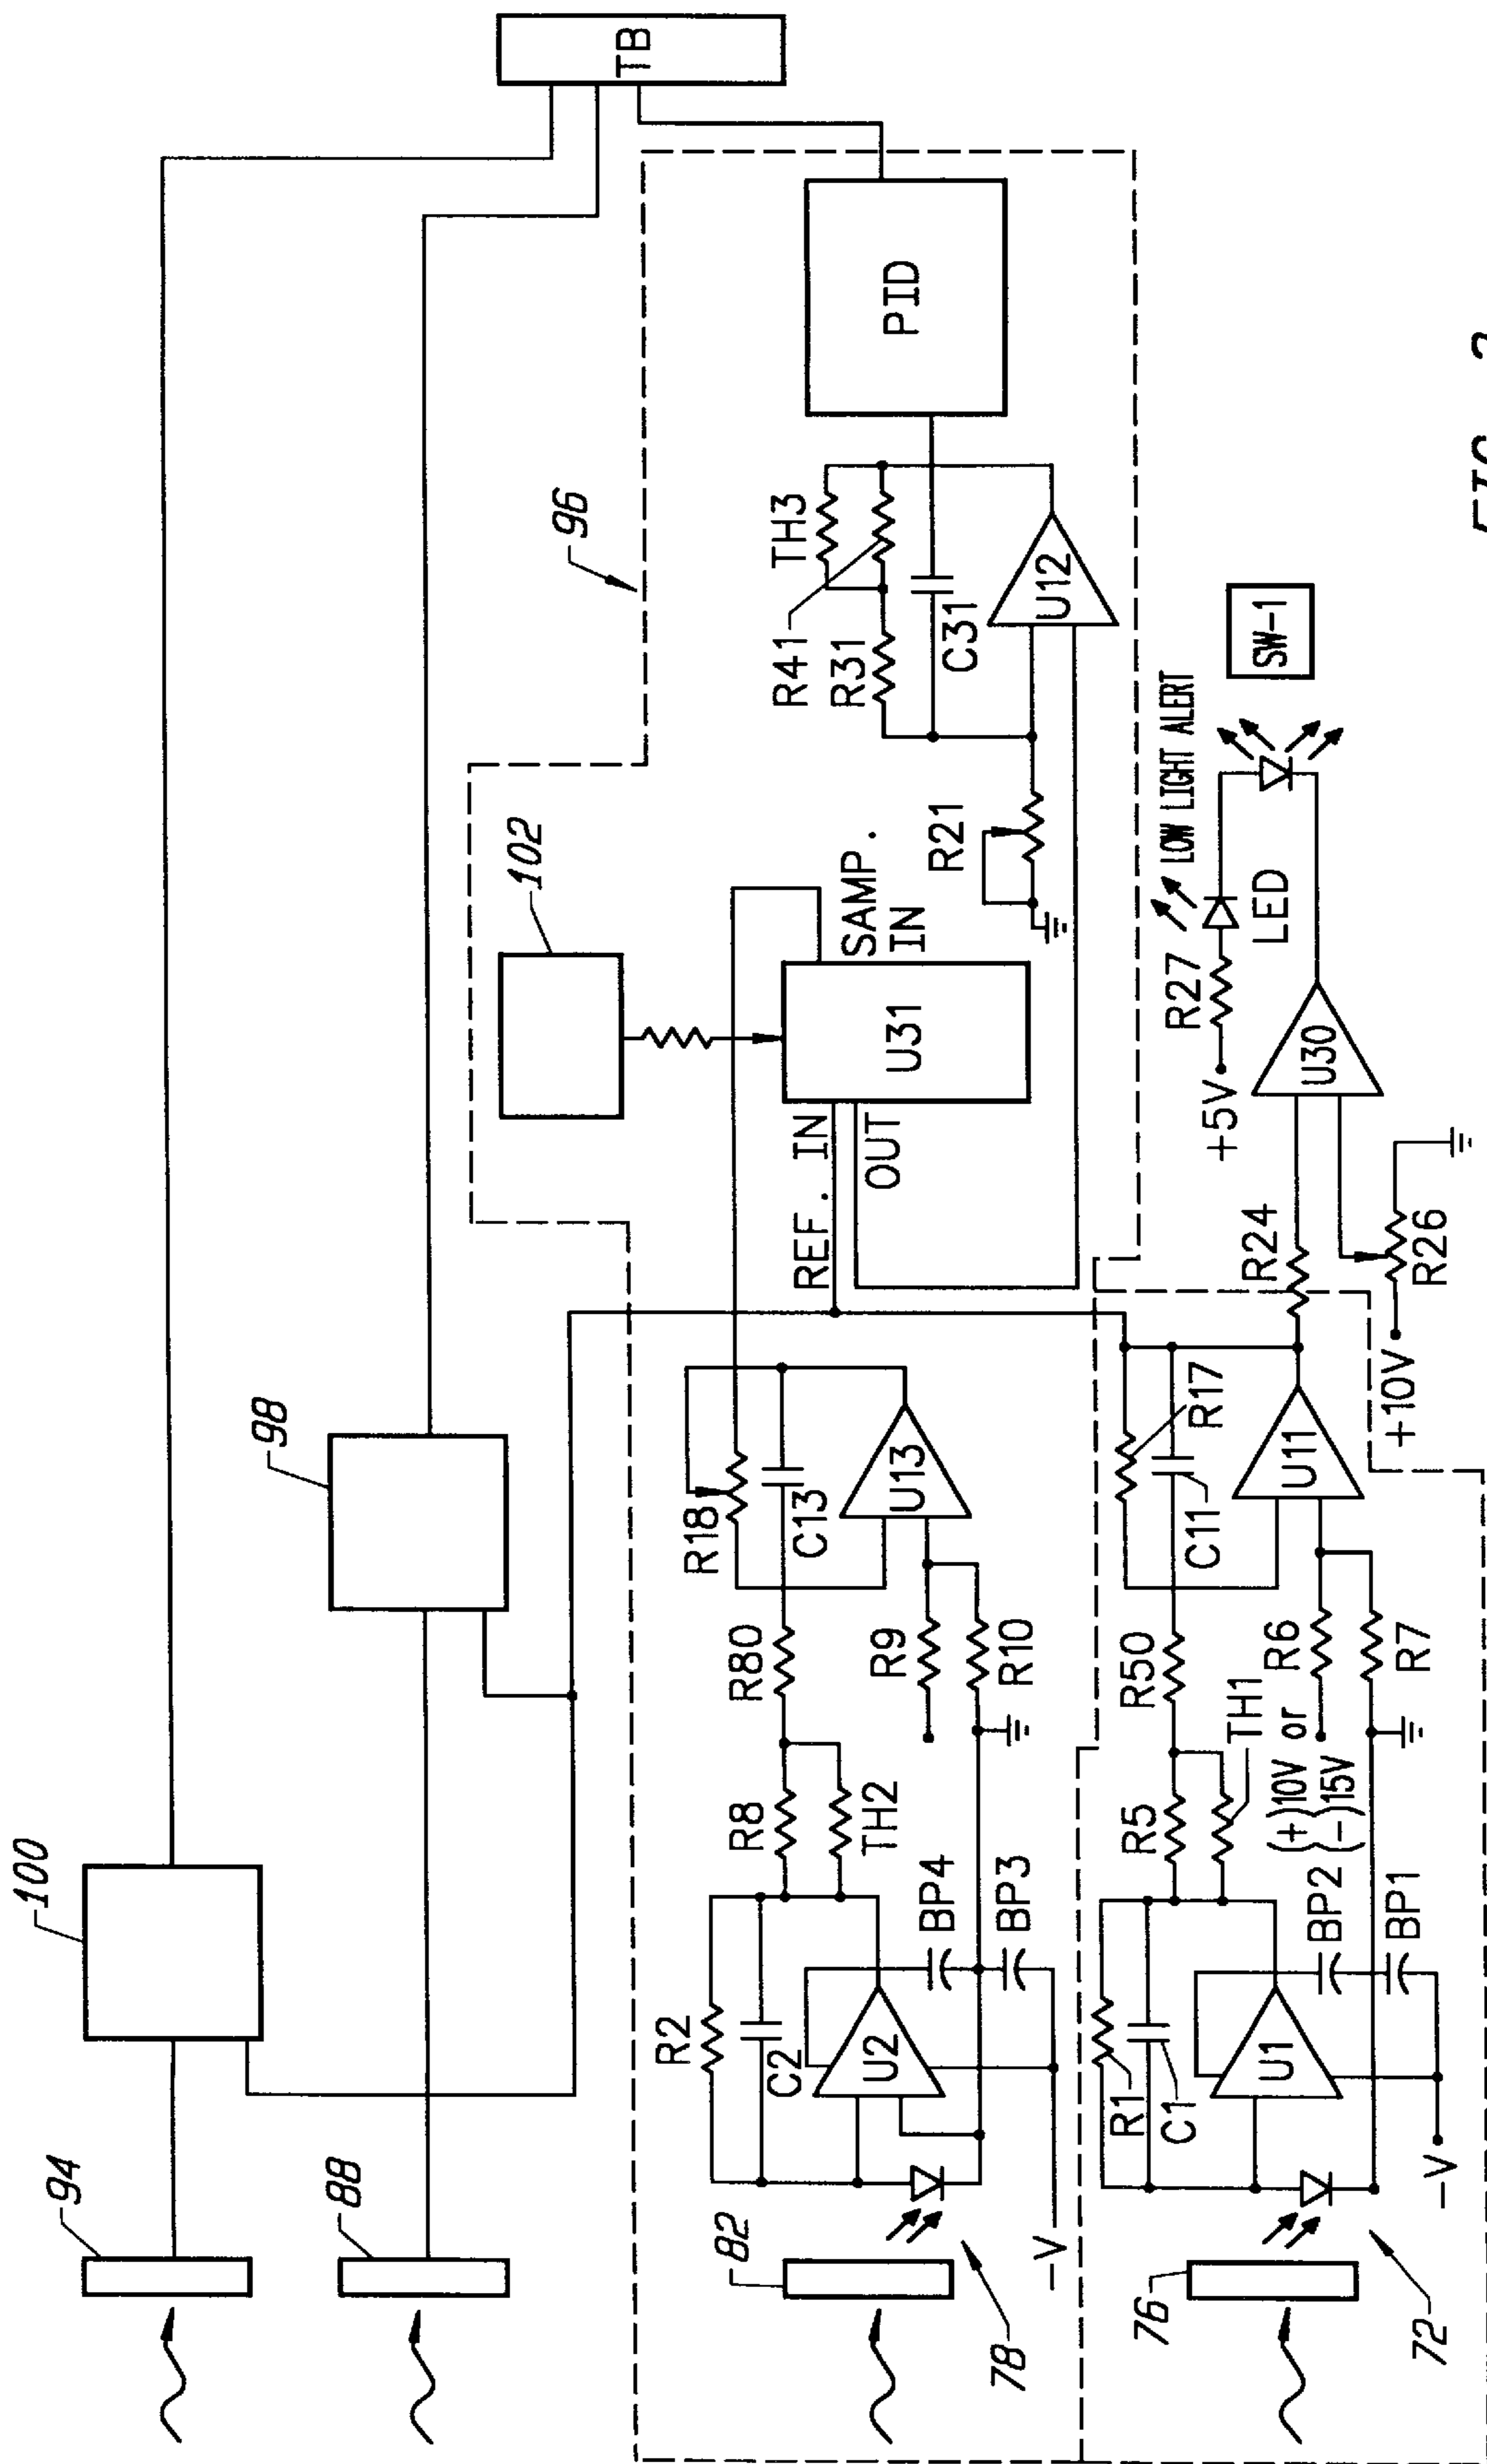 94
88
82
78
76
72
100
98
102
96
TB
R2
C2
U2
-V
BP4
BP3
R8
TH2
R80
R9
R10
R18
C13
U13
REF. IN
OUT
U31
SAMP.
IN
R21
R31
R41
TH3
C31
U12
PID
R1
C1
U1
-V
BP2
BP1
R5
TH1
(+)10V or
(-)15V
R50
R6
R7
C11
R17
U11
R24
+10V
R26
U30
+5V
R27
LED
LOW LIGHT ALERT
SW-1